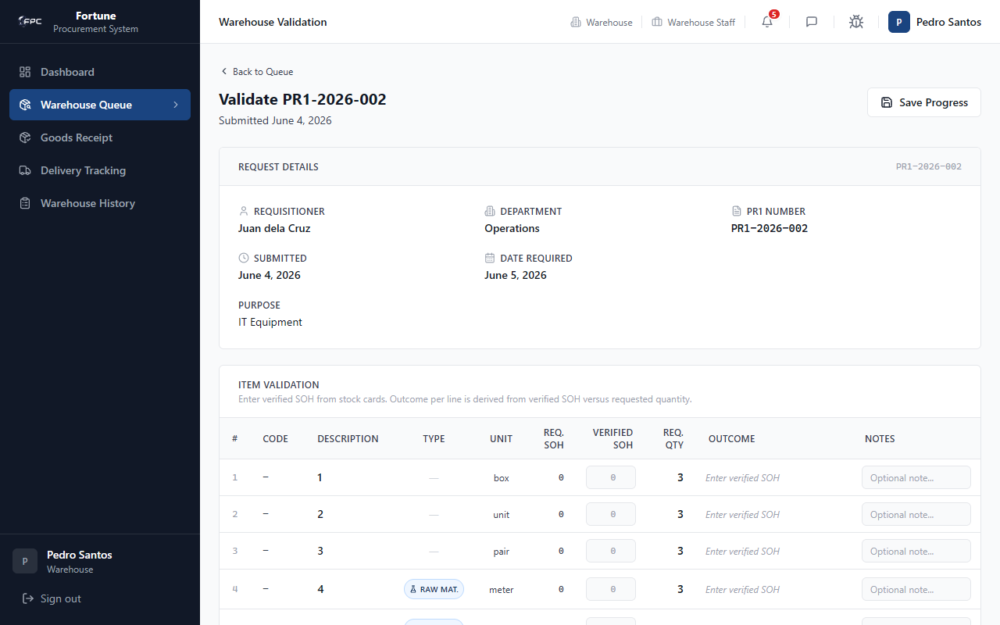 FPC
Fortune
Procurement System
Dashboard
Warehouse Queue
Goods Receipt
Delivery Tracking
Warehouse History
P
Pedro Santos
Warehouse
Sign out
Warehouse Validation
Warehouse
Warehouse Staff
5
P
Pedro Santos
Back to Queue
Validate PR1-2026-002
Submitted June 4, 2026
Save Progress
REQUEST DETAILS
PR1-2026-002
REQUISITIONER
Juan dela Cruz
DEPARTMENT
Operations
PR1 NUMBER
PR1-2026-002
SUBMITTED
June 4, 2026
DATE REQUIRED
June 5, 2026
PURPOSE
IT Equipment
ITEM VALIDATION
Enter verified SOH from stock cards. Outcome per line is derived from verified SOH versus requested quantity.
# CODE DESCRIPTION TYPE UNIT REQ. SOH VERIFIED SOH REQ. QTY OUTCOME NOTES
1 – 1 — box 0 0 3 Enter verified SOH Optional note...
2 – 2 — unit 0 0 3 Enter verified SOH Optional note...
3 – 3 — pair 0 0 3 Enter verified SOH Optional note...
4 – 4 RAW MAT. meter 0 0 3 Enter verified SOH Optional note...